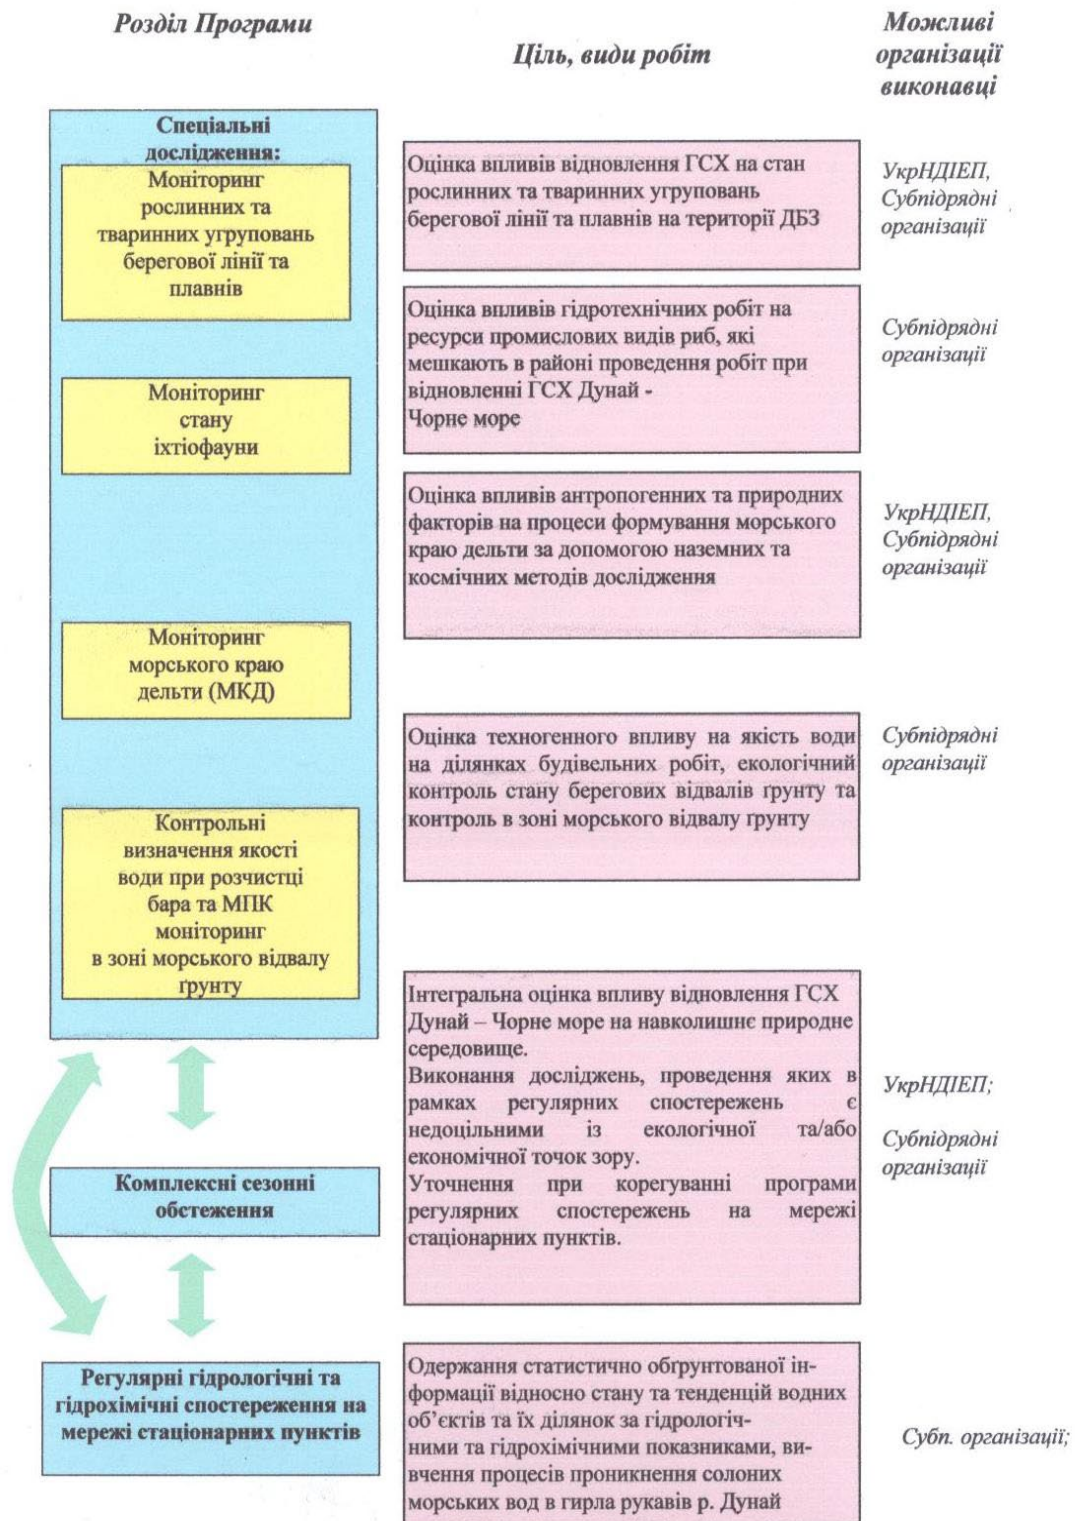 Розділ Програми
Ціль, види робіт
Можливі
організації
виконавці
Спеціальні
дослідження:
Моніторинг
рослинних та
тваринних угруповань
берегової лінії та
плавнів
Оцінка впливів відновлення ГСХ на стан
рослинних та тваринних угруповань
берегової лінії та плавнів на території ДБЗ
УкрНДІЕП,
Субпідрядні
організації
Моніторинг
стану
іхтіофауни
Оцінка впливів гідротехнічних робіт на
ресурси промислових видів риб, які
мешкають в районі проведення робіт при
відновленні ГСХ Дунай -
Чорне море
Субпідрядні
організації
Моніторинг
морського краю
дельти (МКД)
Оцінка впливів антропогенних та природних
факторів на процеси формування морського
краю дельти за допомогою наземних та
космічних методів дослідження
УкрНДІЕП,
Субпідрядні
організації
Контрольні
визначення якості
води при розчистці
бара та МПК
моніторинг
в зоні морського відвалу
ґрунту
Оцінка техногенного впливу на якість води
на ділянках будівельних робіт, екологічний
контроль стану берегових відвалів ґрунту та
контроль в зоні морського відвалу ґрунту
Субпідрядні
організації
Комплексні сезонні
обстеження
Інтегральна оцінка впливу відновлення ГСХ
Дунай – Чорне море на навколишнє природне
середовище.
Виконання досліджень, проведення яких в
рамках регулярних спостережень є
недоцільними із екологічної та/або
економічної точок зору.
Уточнення при корегуванні програми
регулярних спостережень на мережі
стаціонарних пунктів.
УкрНДІЕП;
Субпідрядні
організації
Регулярні гідрологічні та
гідрохімічні спостереження на
мережі стаціонарних пунктів
Одержання статистично обґрунтованої ін-
формації відносно стану та тенденцій водних
об’єктів та їх ділянок за гідрологіч-
ними та гідрохімічними показниками, ви-
вчення процесів проникнення солоних
морських вод в гирла рукавів р. Дунай
Субп. організації;